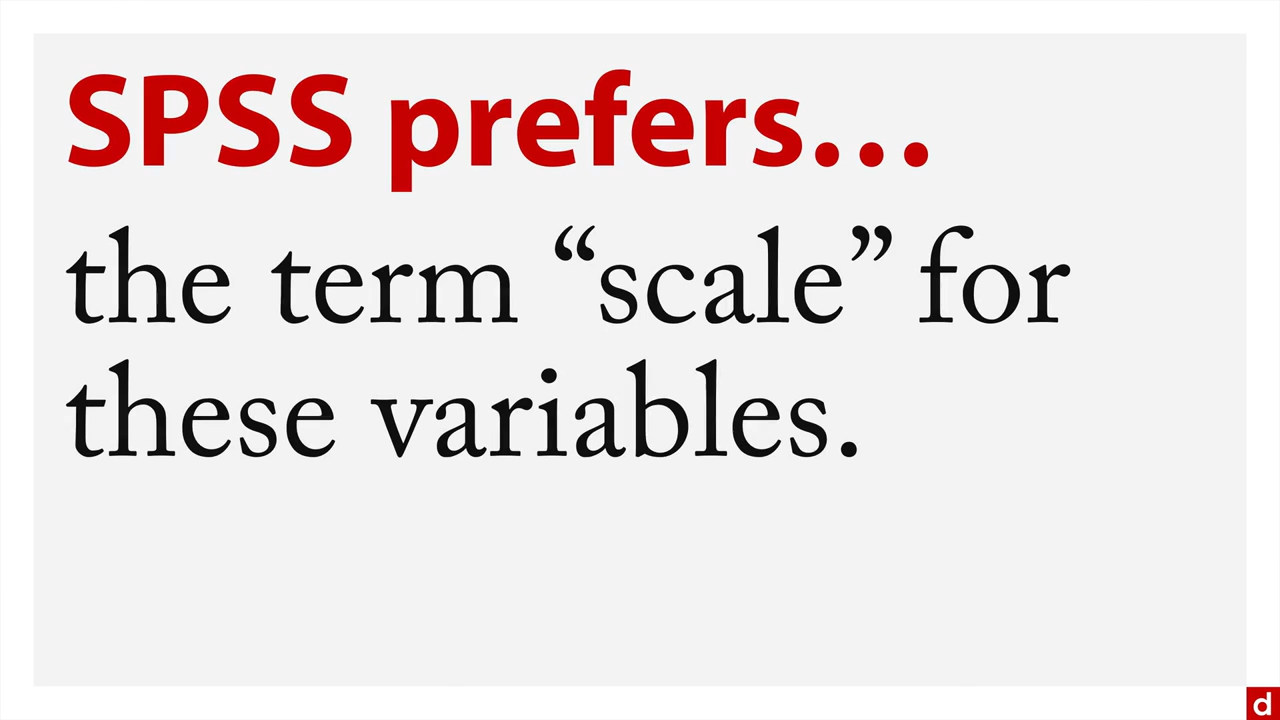 SPSS prefers…
the term “scale” for
these variables.
d